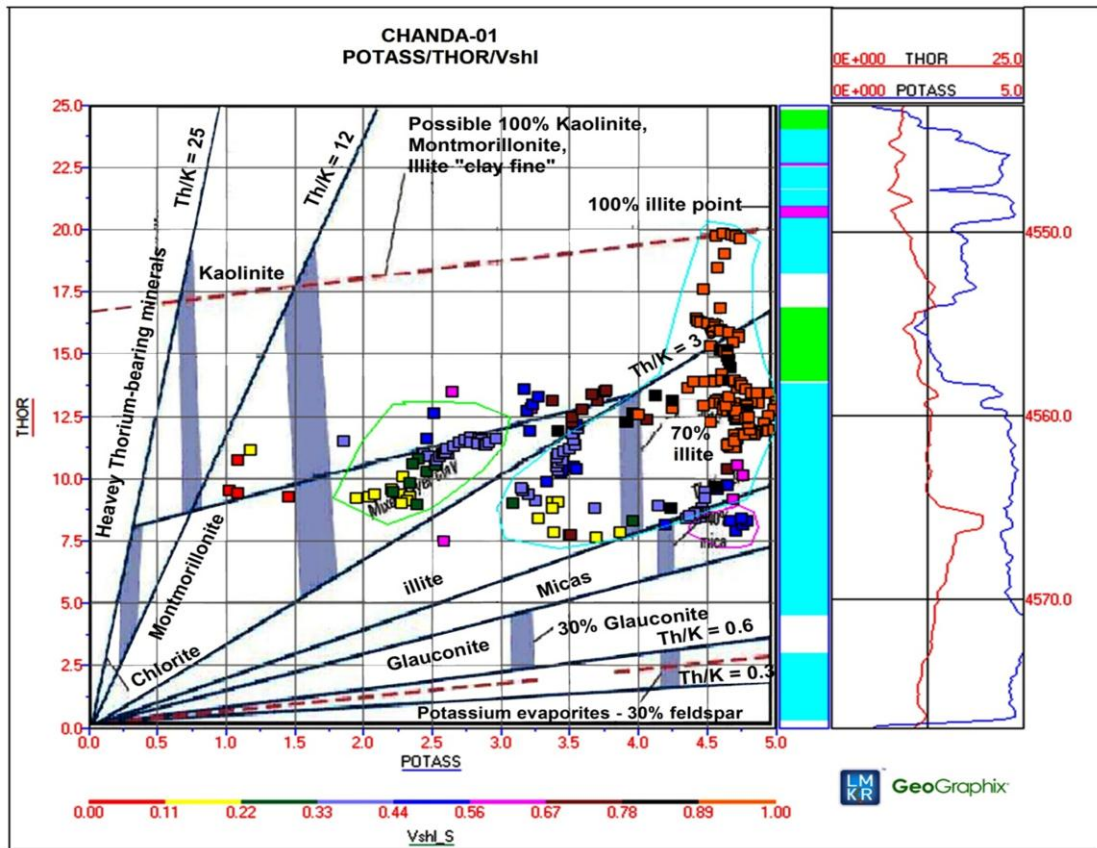 CHANDA-01
POTASS/THOR/Vshl
0E+000 THOR 25.0
0E+000 POTASS 5.0
25.0
22.5
20.0
17.5
15.0
12.5
10.0
7.5
5.0
2.5
0.0
THOR
Th/K = 25
Th/K = 12
Possible 100% Kaolinite,
Montmorillonite,
Illite "clay fine"
100% illite point
Kaolinite
Heavey Thorium-bearing minerals
Th/K = 3
70%
illite
Mixed layer clay
Montmorillonite
illite
mica
Micas
Chlorite
Glauconite
30% Glauconite
Th/K = 0.6
Th/K = 0.3
Potassium evaporites - 30% feldspar
0.0 0.5 1.0 1.5 2.0 2.5 3.0 3.5 4.0 4.5 5.0
POTASS
4550.0
4560.0
4570.0
0.00 0.11 0.22 0.33 0.44 0.56 0.67 0.78 0.89 1.00
Vshl_S
LM
KR
GeoGraphix